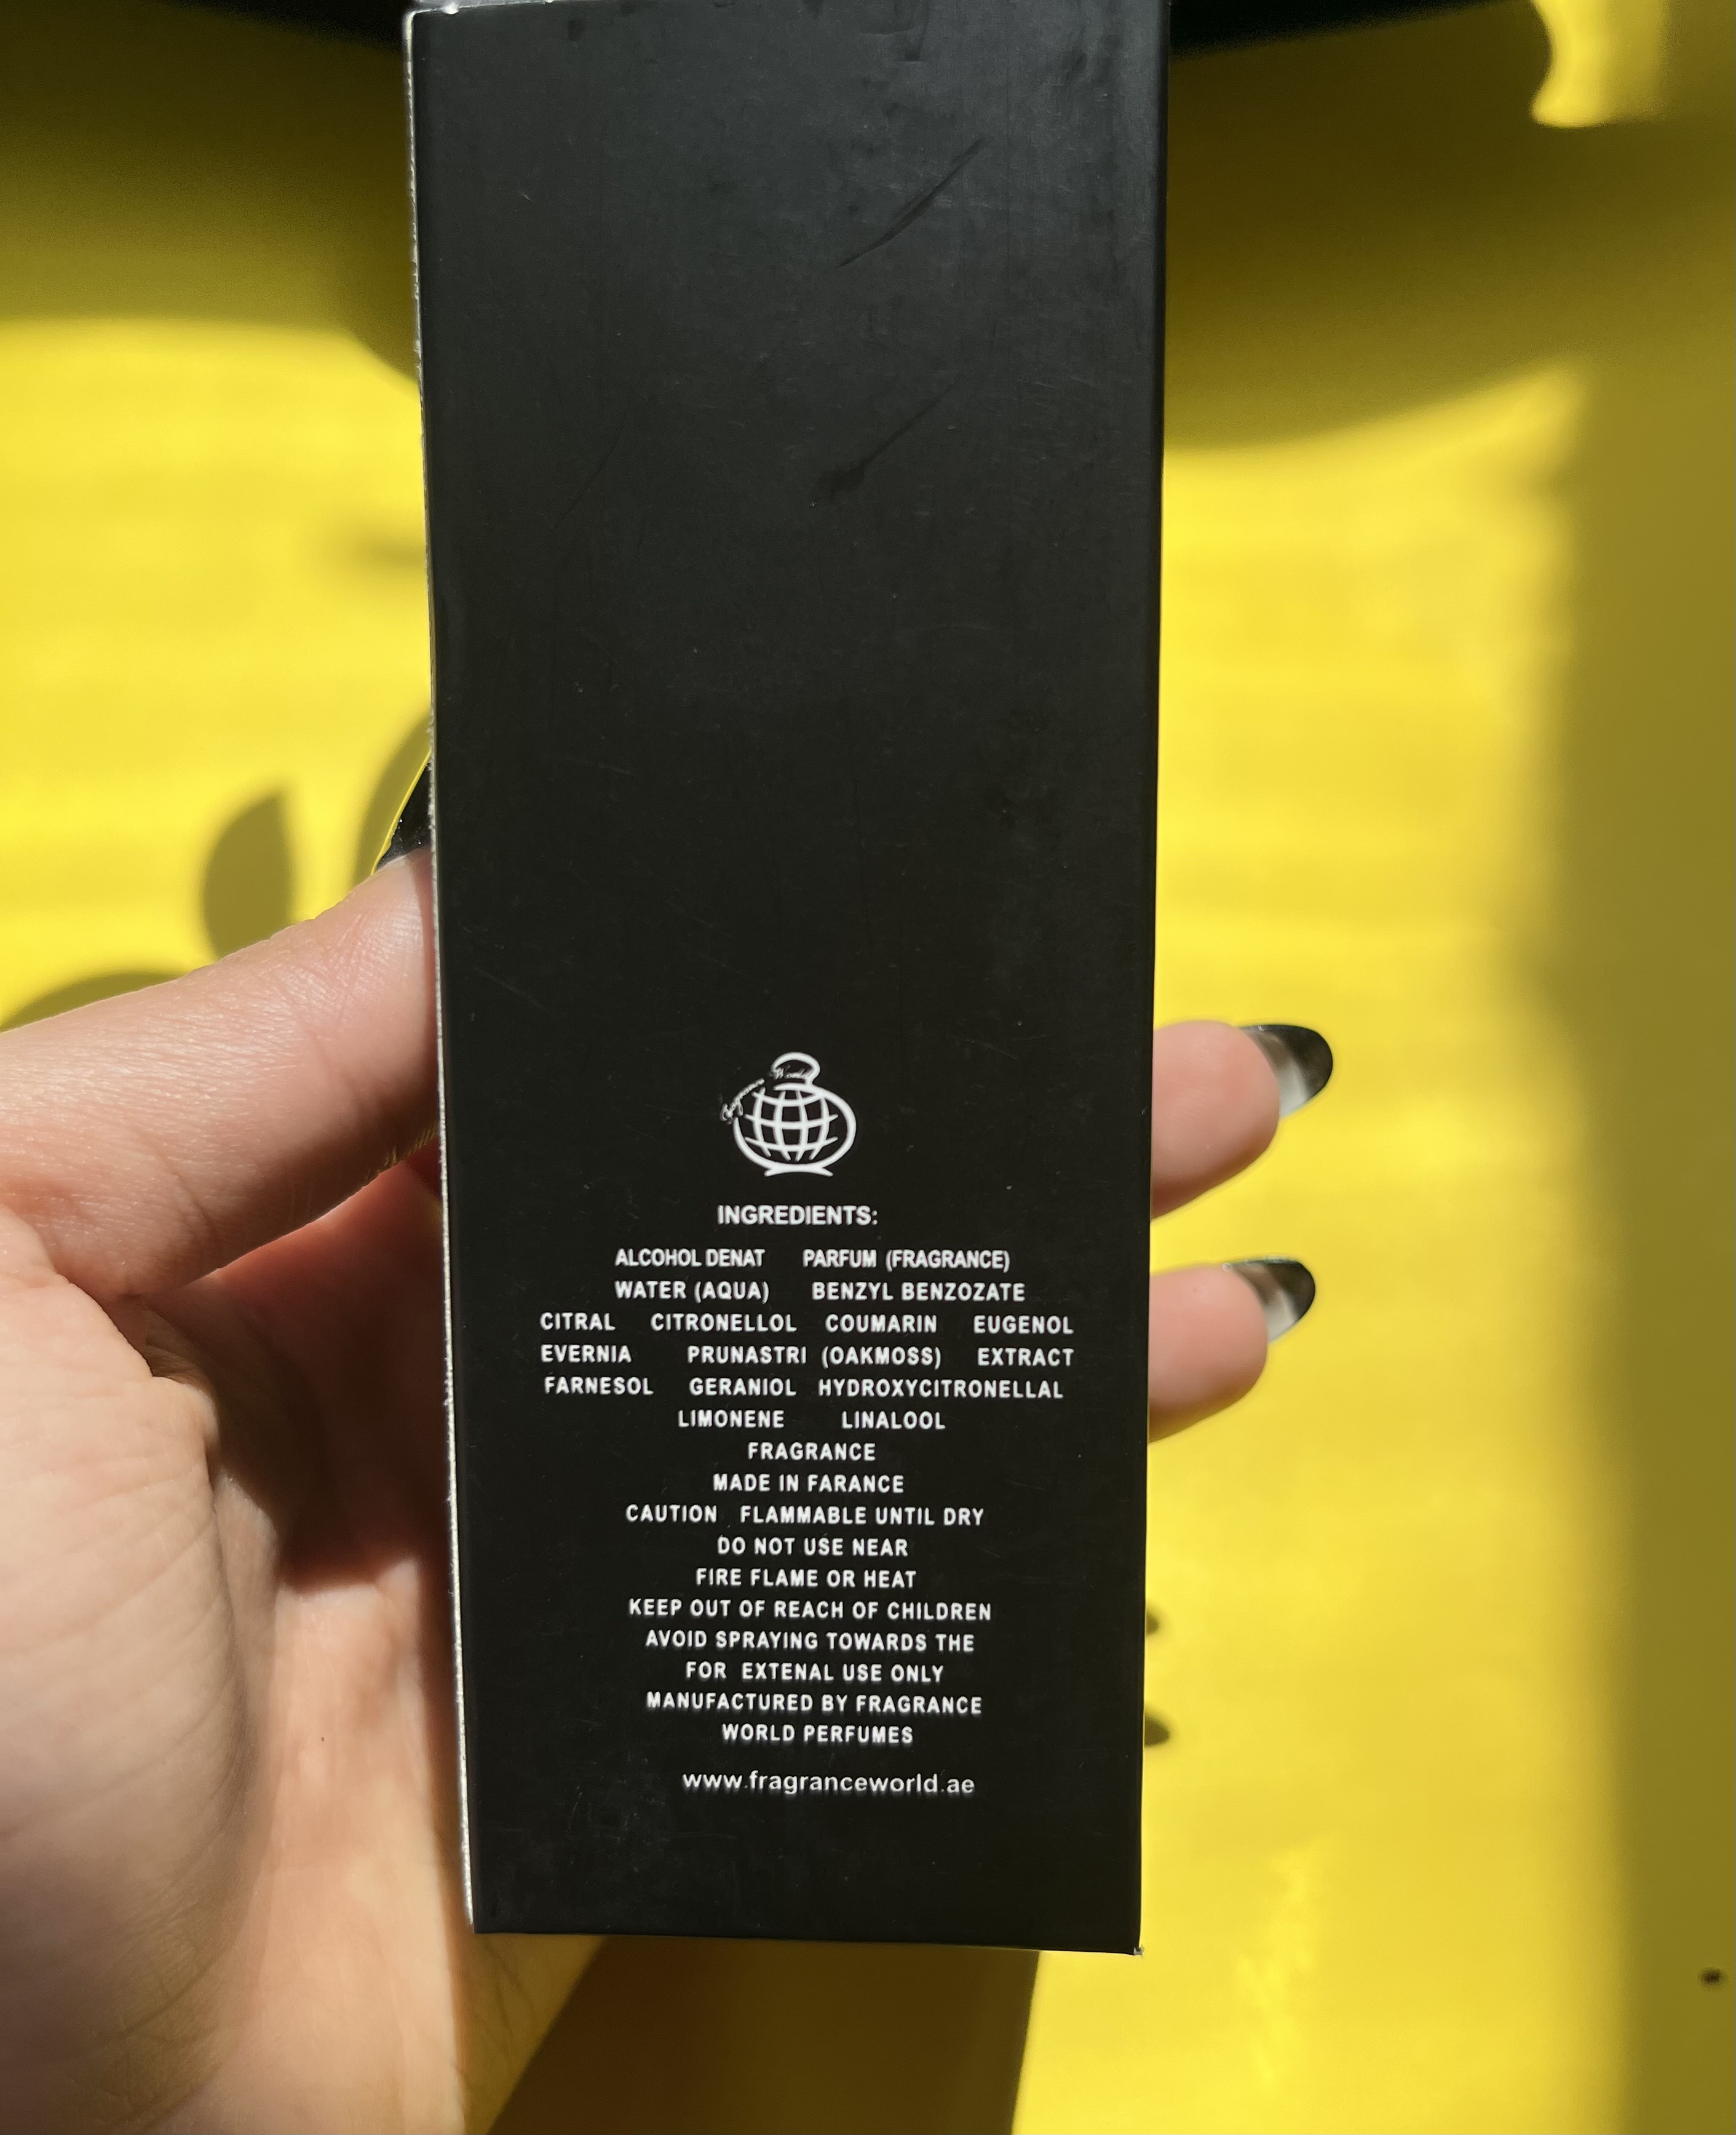 INGREDIENTS:
ALCOHOL DENAT PARFUM (FRAGRANCE)
WATER (AQUA) BENZYL BENZOZATE
CITRAL CITRONELLOL COUMARIN EUGENOL
EVERNIA PRUNASTRI (OAKMOSS) EXTRACT
FARNESOL GERANIOL HYDROXYCITRONELLAL
LIMONENE LINALOOL
FRAGRANCE
MADE IN FARANCE
CAUTION FLAMMABLE UNTIL DRY
DO NOT USE NEAR
FIRE FLAME OR HEAT
KEEP OUT OF REACH OF CHILDREN
AVOID SPRAYING TOWARDS THE
FOR EXTENAL USE ONLY
MANUFACTURED BY FRAGRANCE
WORLD PERFUMES
www.fragranceworld.ae